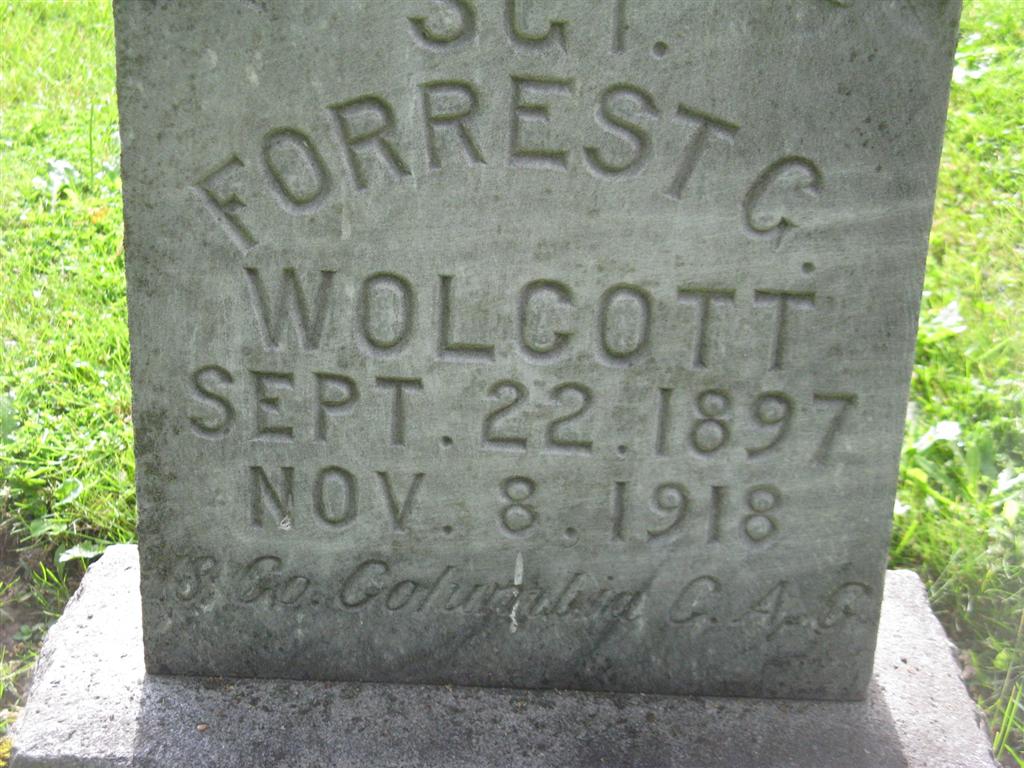 SGT.
FORREST G.
WOLCOTT
SEPT. 22. 1897
NOV. 8. 1918
8. Co. Columbia C. A. C.